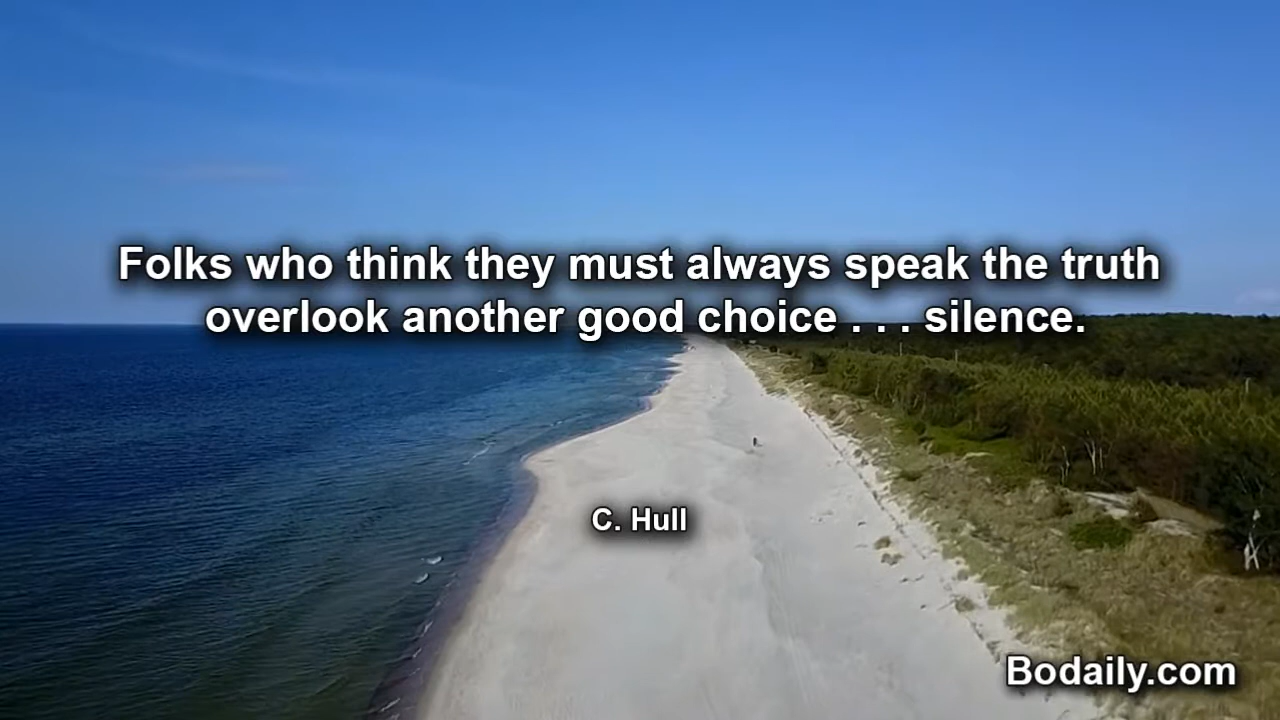 Folks who think they must always speak the truth
overlook another good choice . . . silence.
C. Hull
Bodaily.com